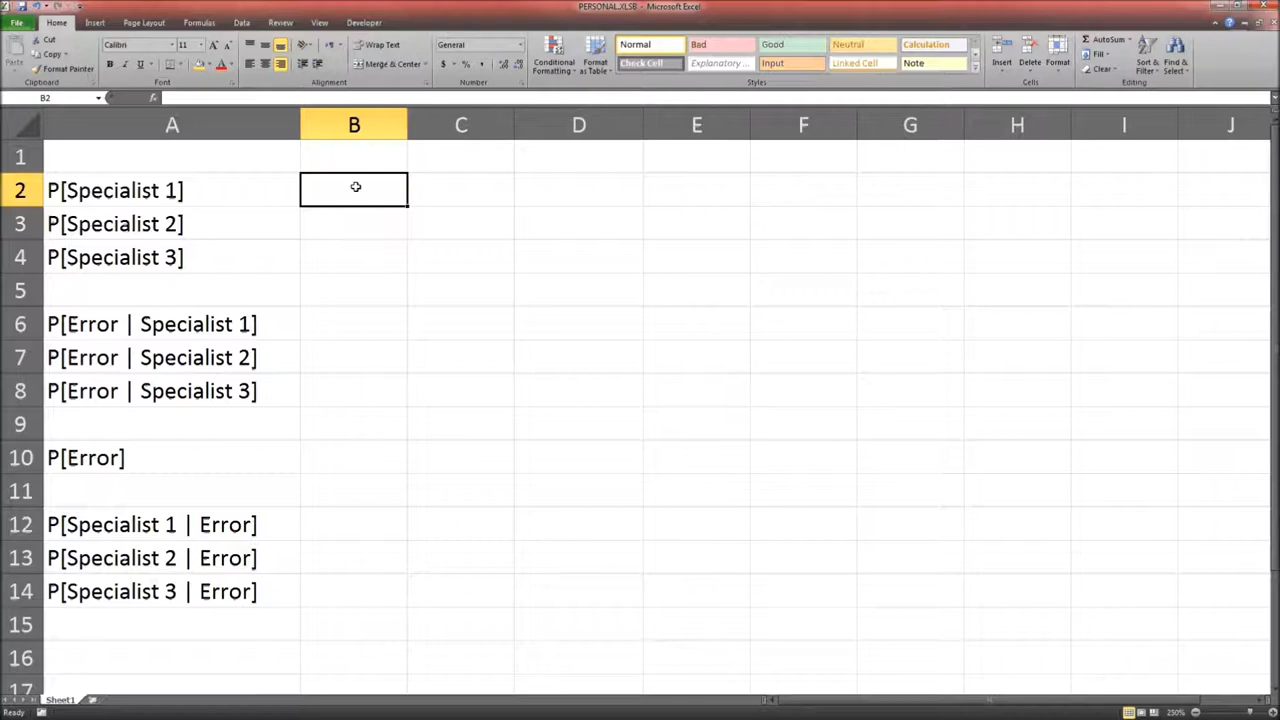 PERSONAL.XLSB - Microsoft Excel
File Home Insert Page Layout Formulas Data Review View Developer
Cut
Copy
Format Painter
Paste
Clipboard
Calibri 11
B I U
Font
Wrap Text
Merge & Center
Alignment
General
$ % ,
Number
Conditional Formatting
Format as Table
Normal Bad Good Neutral Calculation
Check Cell Explanatory ... Input Linked Cell Note
Styles
Insert Delete Format
Cells
AutoSum
Fill
Clear
Sort & Filter
Find & Select
Editing
B2 fx
A B C D E F G H I J
1
2 P[Specialist 1]
3 P[Specialist 2]
4 P[Specialist 3]
5
6 P[Error | Specialist 1]
7 P[Error | Specialist 2]
8 P[Error | Specialist 3]
9
10 P[Error]
11
12 P[Specialist 1 | Error]
13 P[Specialist 2 | Error]
14 P[Specialist 3 | Error]
15
16
17
Sheet1
Ready 250%